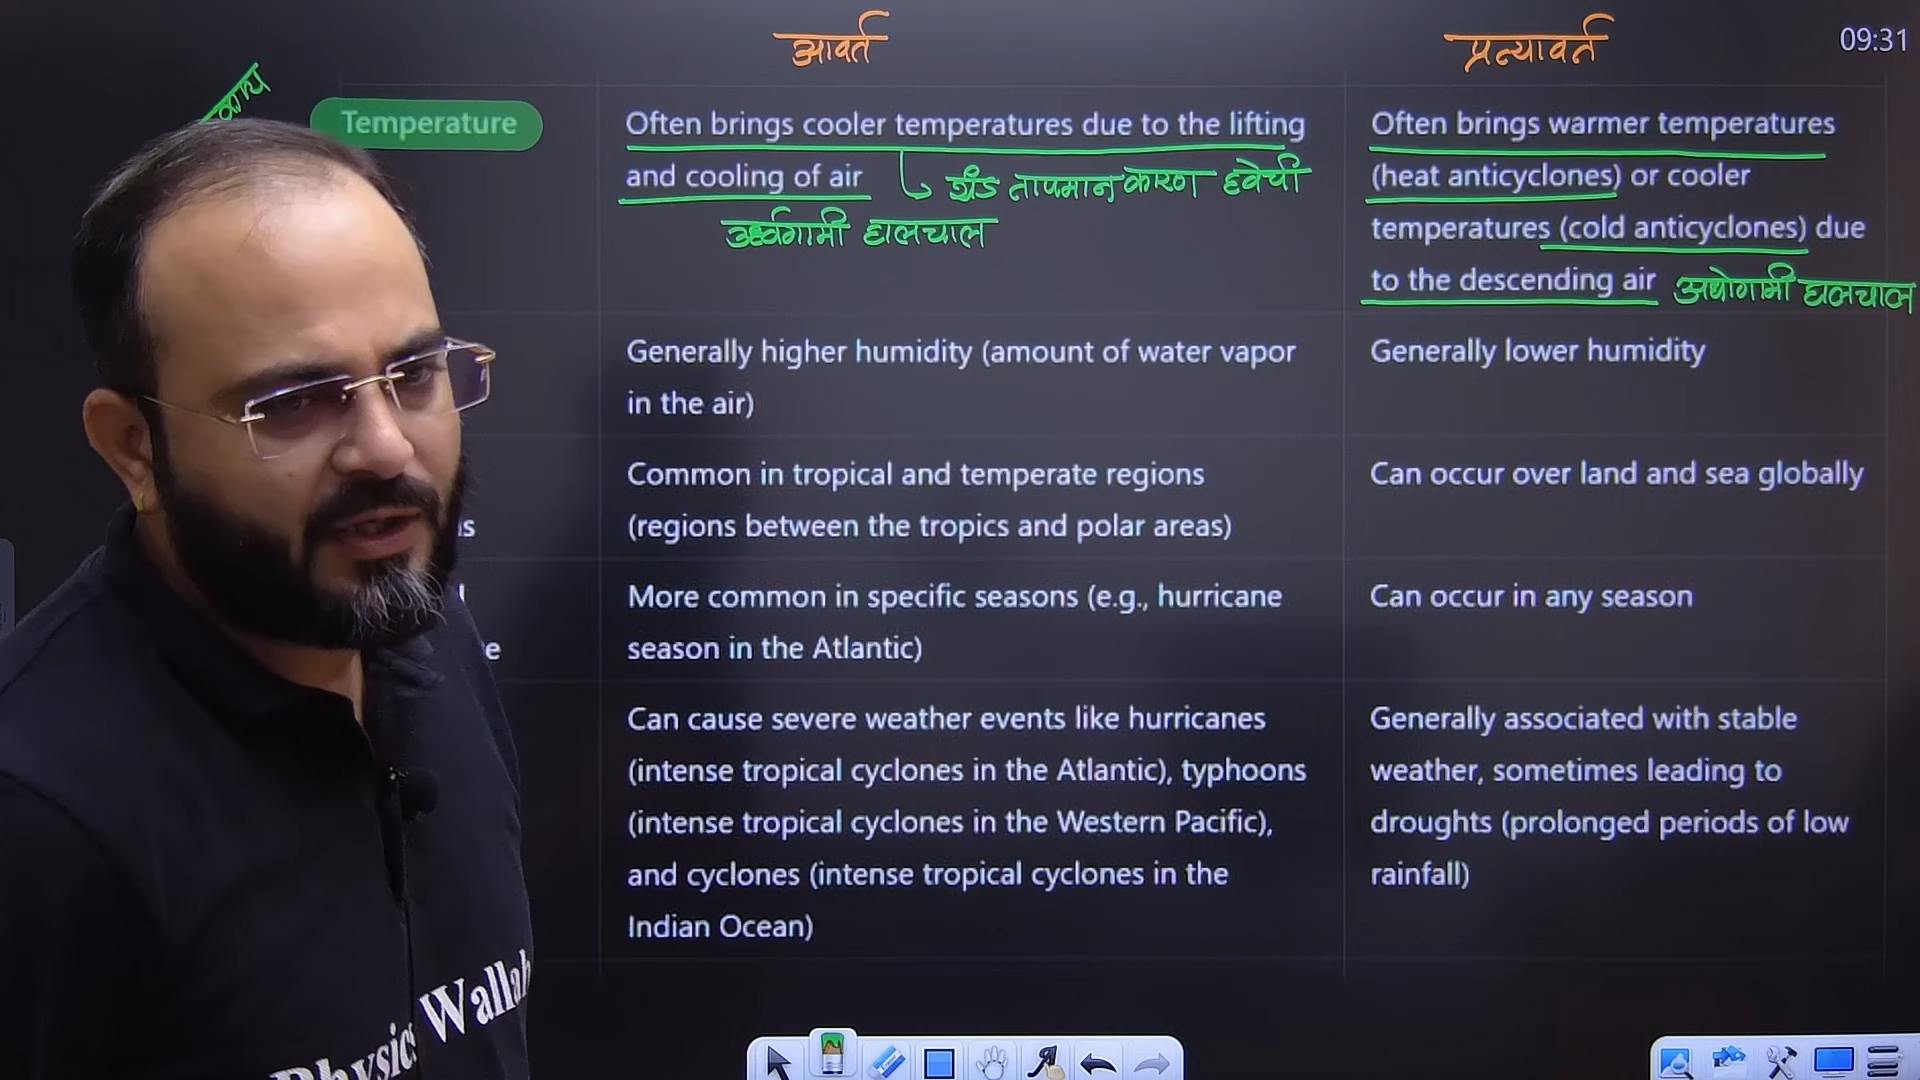 आवर्त
प्रत्यावर्त
09:31
Temperature
Often brings cooler temperatures due to the lifting
and cooling of air
थंड तापमान कारण हवेची
उर्ध्वगामी हालचाल
Often brings warmer temperatures
(heat anticyclones) or cooler
temperatures (cold anticyclones) due
to the descending air
अधोगामी हालचाल
Generally higher humidity (amount of water vapor
in the air)
Generally lower humidity
Common in tropical and temperate regions
(regions between the tropics and polar areas)
Can occur over land and sea globally
More common in specific seasons (e.g., hurricane
season in the Atlantic)
Can occur in any season
Can cause severe weather events like hurricanes
(intense tropical cyclones in the Atlantic), typhoons
(intense tropical cyclones in the Western Pacific),
and cyclones (intense tropical cyclones in the
Indian Ocean)
Generally associated with stable
weather, sometimes leading to
droughts (prolonged periods of low
rainfall)
Physics Wallah